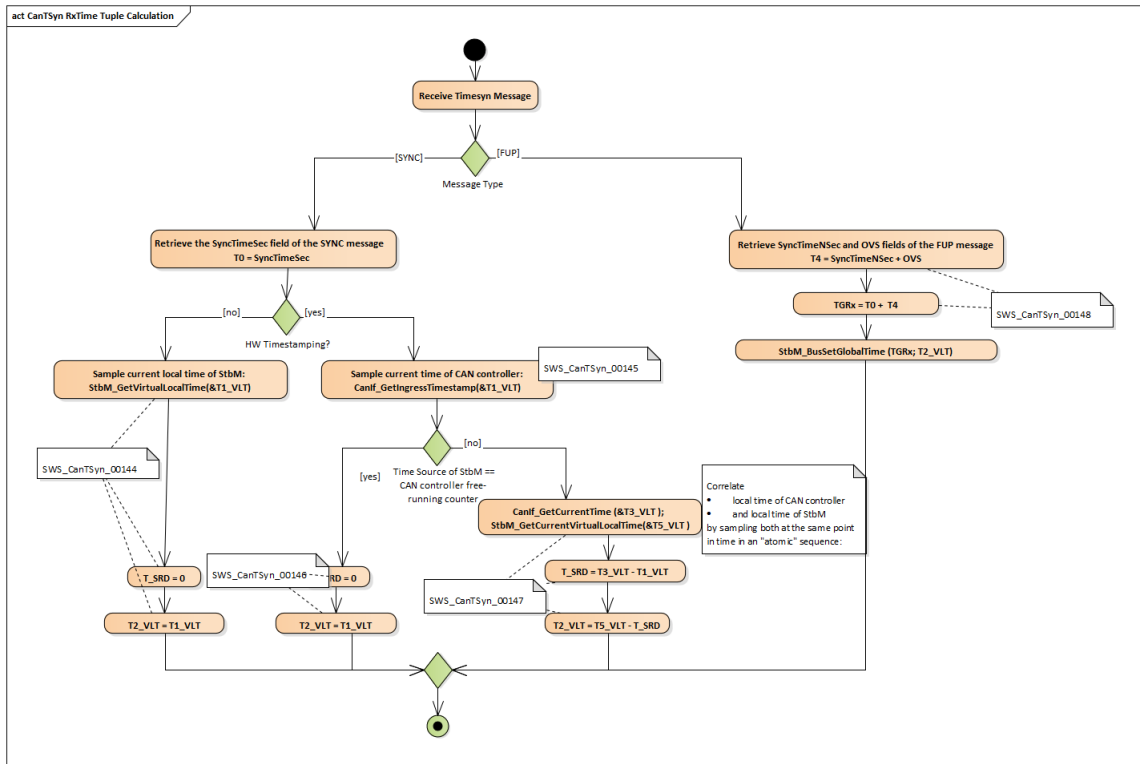 act CanTSyn RxTime Tuple Calculation
Receive Timesyn Message
[SYNC]
[FUP]
Message Type
Retrieve the SyncTimeSec field of the SYNC message
T0 = SyncTimeSec
Retrieve SyncTimeNSec and OVS fields of the FUP message
T4 = SyncTimeNSec + OVS
TGRx = T0 + T4
SWS_CanTSyn_00148
[no]
[yes]
HW Timestamping?
StbM_BusSetGlobalTime (TGRx; T2_VLT)
Sample current local time of StbM:
StbM_GetVirtualLocalTime(&T1_VLT)
Sample current time of CAN controller:
CanIf_GetIngressTimestamp(&T1_VLT)
SWS_CanTSyn_00145
[no]
[yes]
Time Source of StbM ==
CAN controller free-
running counter
SWS_CanTSyn_00144
CanIf_GetCurrentTime (&T3_VLT );
StbM_GetCurrentVirtualLocalTime(&T5_VLT )
Correlate
• local time of CAN controller
• and local time of StbM
by sampling both at the same point
in time in an "atomic" sequence:
T_SRD = 0
SWS_CanTSyn_00146
RD = 0
T_SRD = T3_VLT - T1_VLT
SWS_CanTSyn_00147
T2_VLT = T1_VLT
T2_VLT = T1_VLT
T2_VLT = T5_VLT - T_SRD